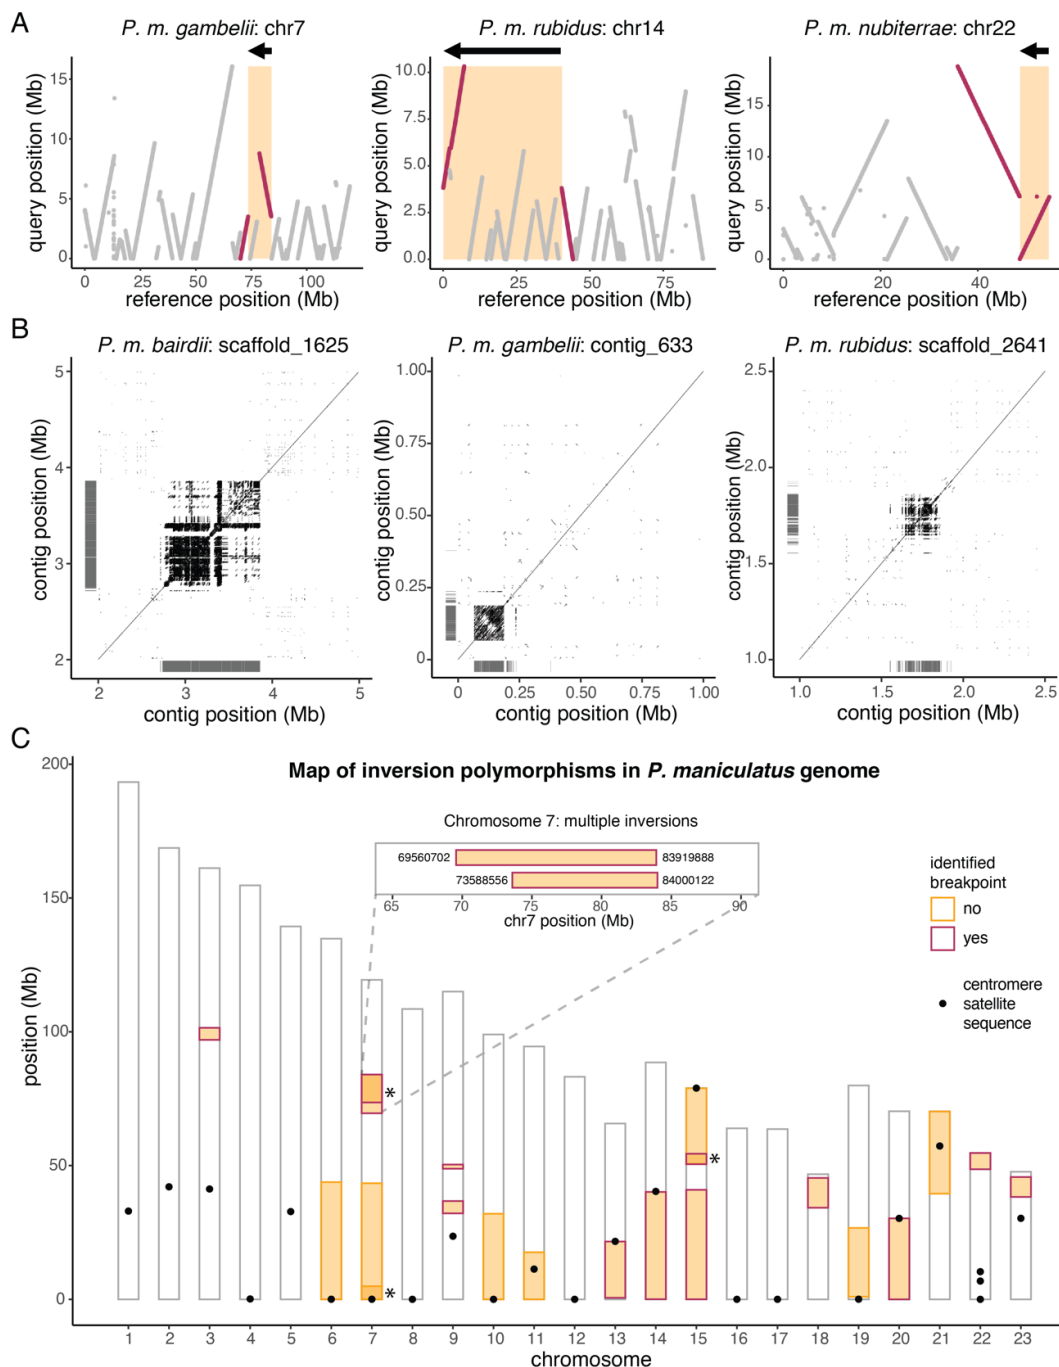 A
P. m. gambelii: chr7
P. m. rubidus: chr14
P. m. nubiterrae: chr22
query position (Mb)
15
10
5
0
0 25 50 75 100
reference position (Mb)
query position (Mb)
10.0
7.5
5.0
2.5
0.0
0 25 50 75
reference position (Mb)
query position (Mb)
15
10
5
0
0 20 40
reference position (Mb)
B
P. m. bairdii: scaffold_1625
P. m. gambelii: contig_633
P. m. rubidus: scaffold_2641
contig position (Mb)
5
4
3
2
2 3 4 5
contig position (Mb)
contig position (Mb)
1.00
0.75
0.50
0.25
0
0 0.25 0.50 0.75 1.00
contig position (Mb)
contig position (Mb)
2.5
2.0
1.5
1.0
1.0 1.5 2.0 2.5
contig position (Mb)
C
Map of inversion polymorphisms in P. maniculatus genome
Chromosome 7: multiple inversions
69560702 83919888
73588556 84000122
65 70 75 80 85 90
chr7 position (Mb)
identified
breakpoint
no
yes
centromere
satellite
sequence
position (Mb)
200
150
100
50
0
*
*
*
1 2 3 4 5 6 7 8 9 10 11 12 13 14 15 16 17 18 19 20 21 22 23
chromosome